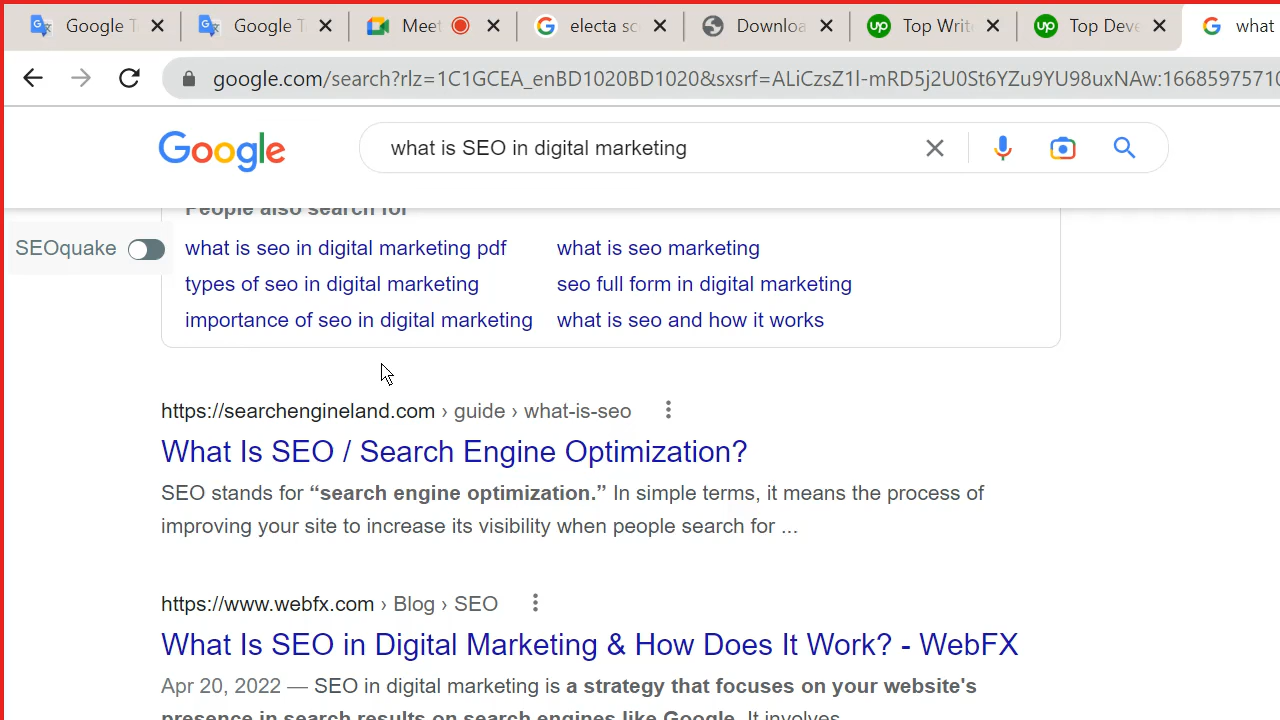 Google T
Google T
Meet
electa sc
Downloa
Top Write
Top Deve
what
google.com/search?rlz=1C1GCEA_enBD1020BD1020&sxsrf=ALiCzsZ1l-mRD5j2U0St6YZu9YU98uxNAw:1668597571
Google
what is SEO in digital marketing
People also search for
SEOquake
what is seo in digital marketing pdf
what is seo marketing
types of seo in digital marketing
seo full form in digital marketing
importance of seo in digital marketing
what is seo and how it works
https://searchengineland.com › guide › what-is-seo
What Is SEO / Search Engine Optimization?
SEO stands for “search engine optimization.” In simple terms, it means the process of
improving your site to increase its visibility when people search for ...
https://www.webfx.com › Blog › SEO
What Is SEO in Digital Marketing & How Does It Work? - WebFX
Apr 20, 2022 — SEO in digital marketing is a strategy that focuses on your website's
presence in search results on search engines like Google. It involves